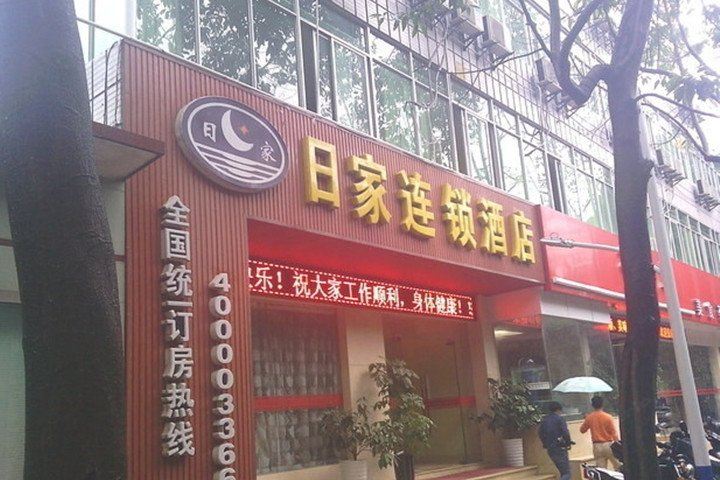 日 家
日家连锁酒店
全国统一订房热线
400003366
乐！祝大家工作顺利，身体健康！